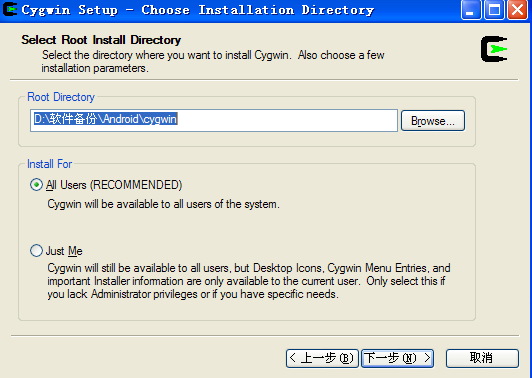 Cygwin Setup - Choose Installation Directory
Select Root Install Directory
Select the directory where you want to install Cygwin. Also choose a few
installation parameters.
Root Directory
D:\软件备份\Android\cygwin
Browse...
Install For
All Users (RECOMMENDED)
Cygwin will be available to all users of the system.
Just Me
Cygwin will still be available to all users, but Desktop Icons, Cygwin Menu Entries, and
important Installer information are only available to the current user. Only select this if
you lack Administrator privileges or if you have specific needs.
< 上一步(B) 下一步(N) > 取消